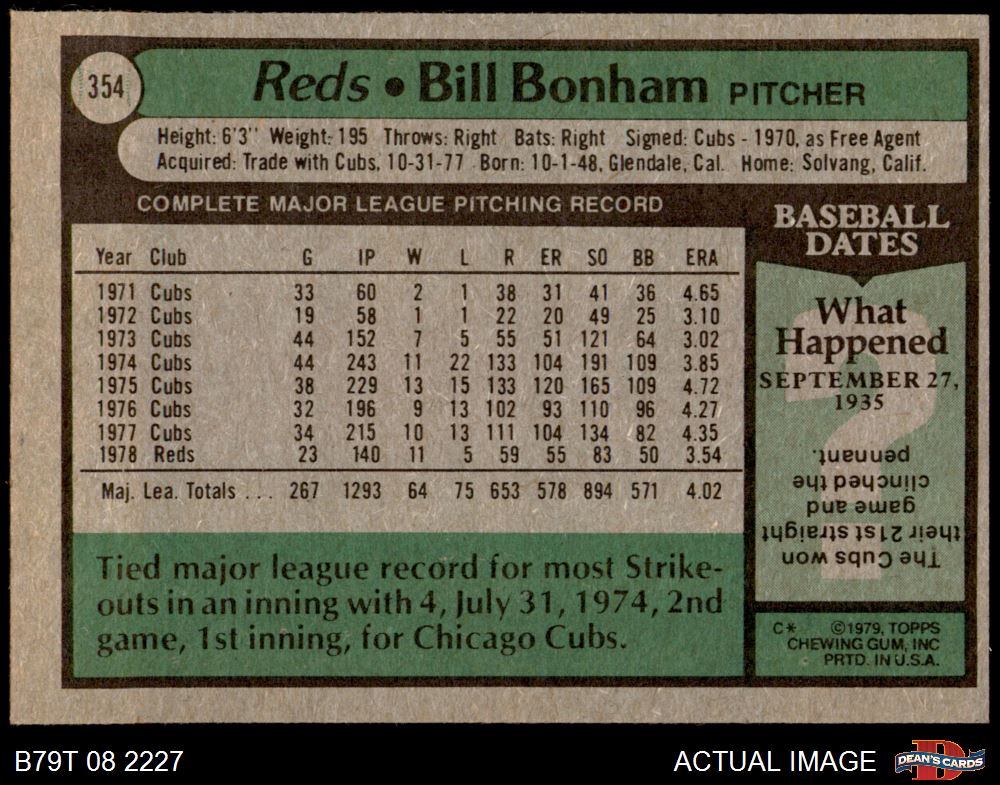 354
Reds • Bill Bonham PITCHER
Height: 6'3" Weight: 195 Throws: Right Bats: Right Signed: Cubs - 1970, as Free Agent
Acquired: Trade with Cubs, 10-31-77 Born: 10-1-48, Glendale, Cal. Home: Solvang, Calif.
COMPLETE MAJOR LEAGUE PITCHING RECORD
Year Club G IP W L R ER SO BB ERA
1971 Cubs 33 60 2 1 38 31 41 36 4.65
1972 Cubs 19 58 1 1 22 20 49 25 3.10
1973 Cubs 44 152 7 5 55 51 121 64 3.02
1974 Cubs 44 243 11 22 133 104 191 109 3.85
1975 Cubs 38 229 13 15 133 120 165 109 4.72
1976 Cubs 32 196 9 13 102 93 110 96 4.27
1977 Cubs 34 215 10 13 111 104 134 82 4.35
1978 Reds 23 140 11 5 59 55 83 50 3.54
Maj. Lea. Totals ... 267 1293 64 75 653 578 894 571 4.02
Tied major league record for most Strike-
outs in an inning with 4, July 31, 1974, 2nd
game, 1st inning, for Chicago Cubs.
BASEBALL
DATES
What
Happened
SEPTEMBER 27,
1935
?
The Cubs won
their 21st straight
game and
clinched the
pennant.
C* ©1979, TOPPS
CHEWING GUM, INC
PRTD. IN U.S.A.
B79T 08 2227
ACTUAL IMAGE
D
DEAN'S CARDS